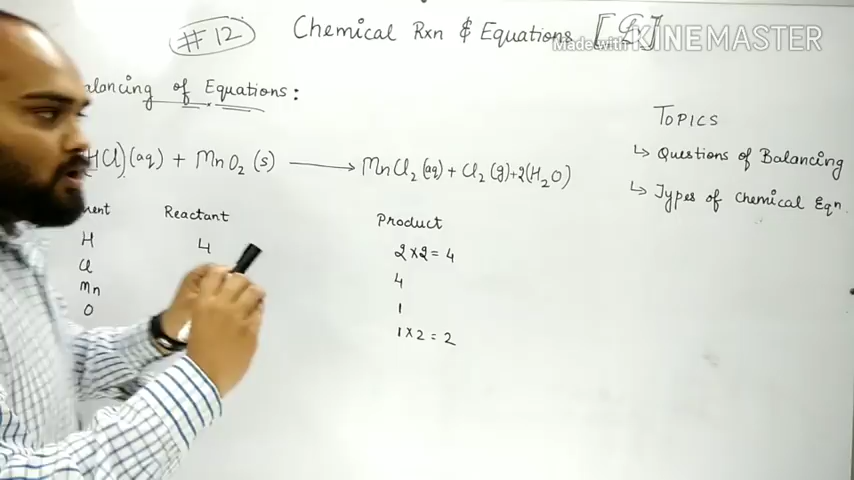 #12 Chemical Rxn & Equations
Made with KINEMASTER
alancing of Equations:
TOPICS
↳ Questions of Balancing
↳ Types of Chemical Eqn.
HCl)(aq) + MnO₂(s) → MnCl₂(aq) + Cl₂(g)+2(H₂O)
ment Reactant Product
H 4 2×2=4
Cl 4
Mn 1
O 1×2=2